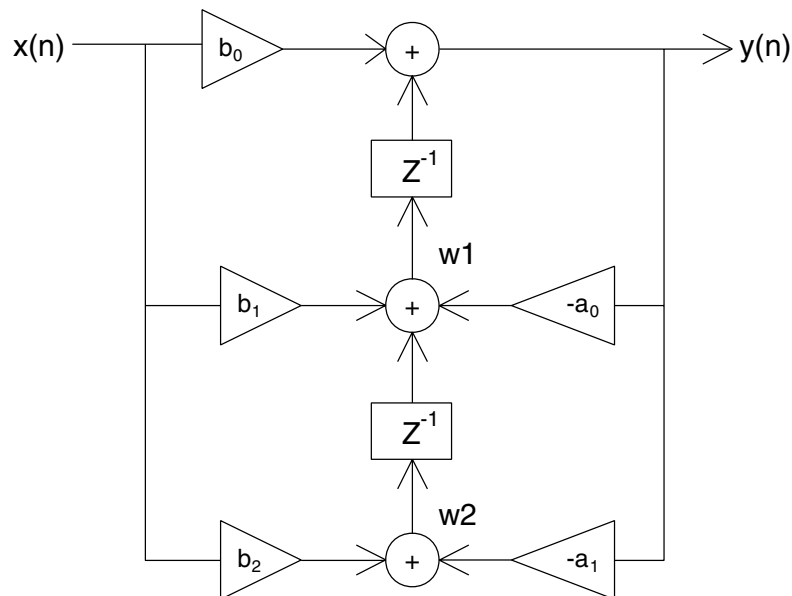 x(n) b₀ + y(n)
Z⁻¹
w1
b₁ + -a₀
Z⁻¹
w2
b₂ + -a₁